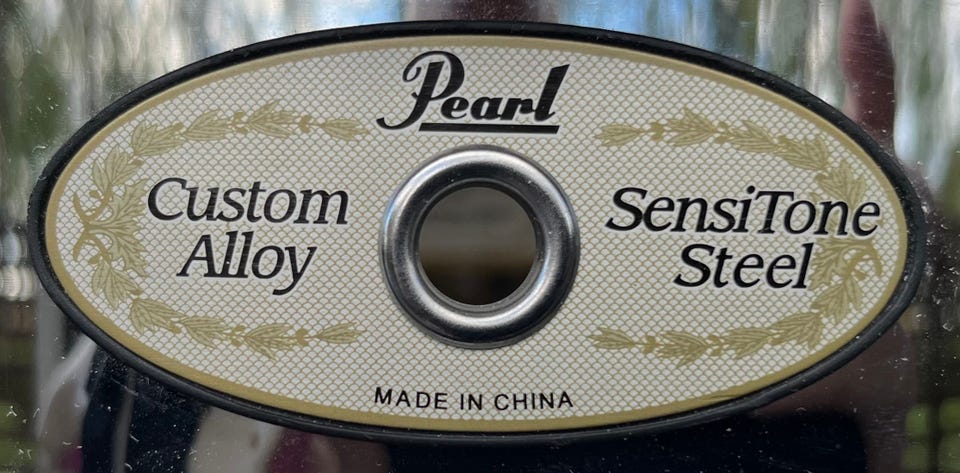 Pearl
Custom
Alloy
SensiTone
Steel
MADE IN CHINA